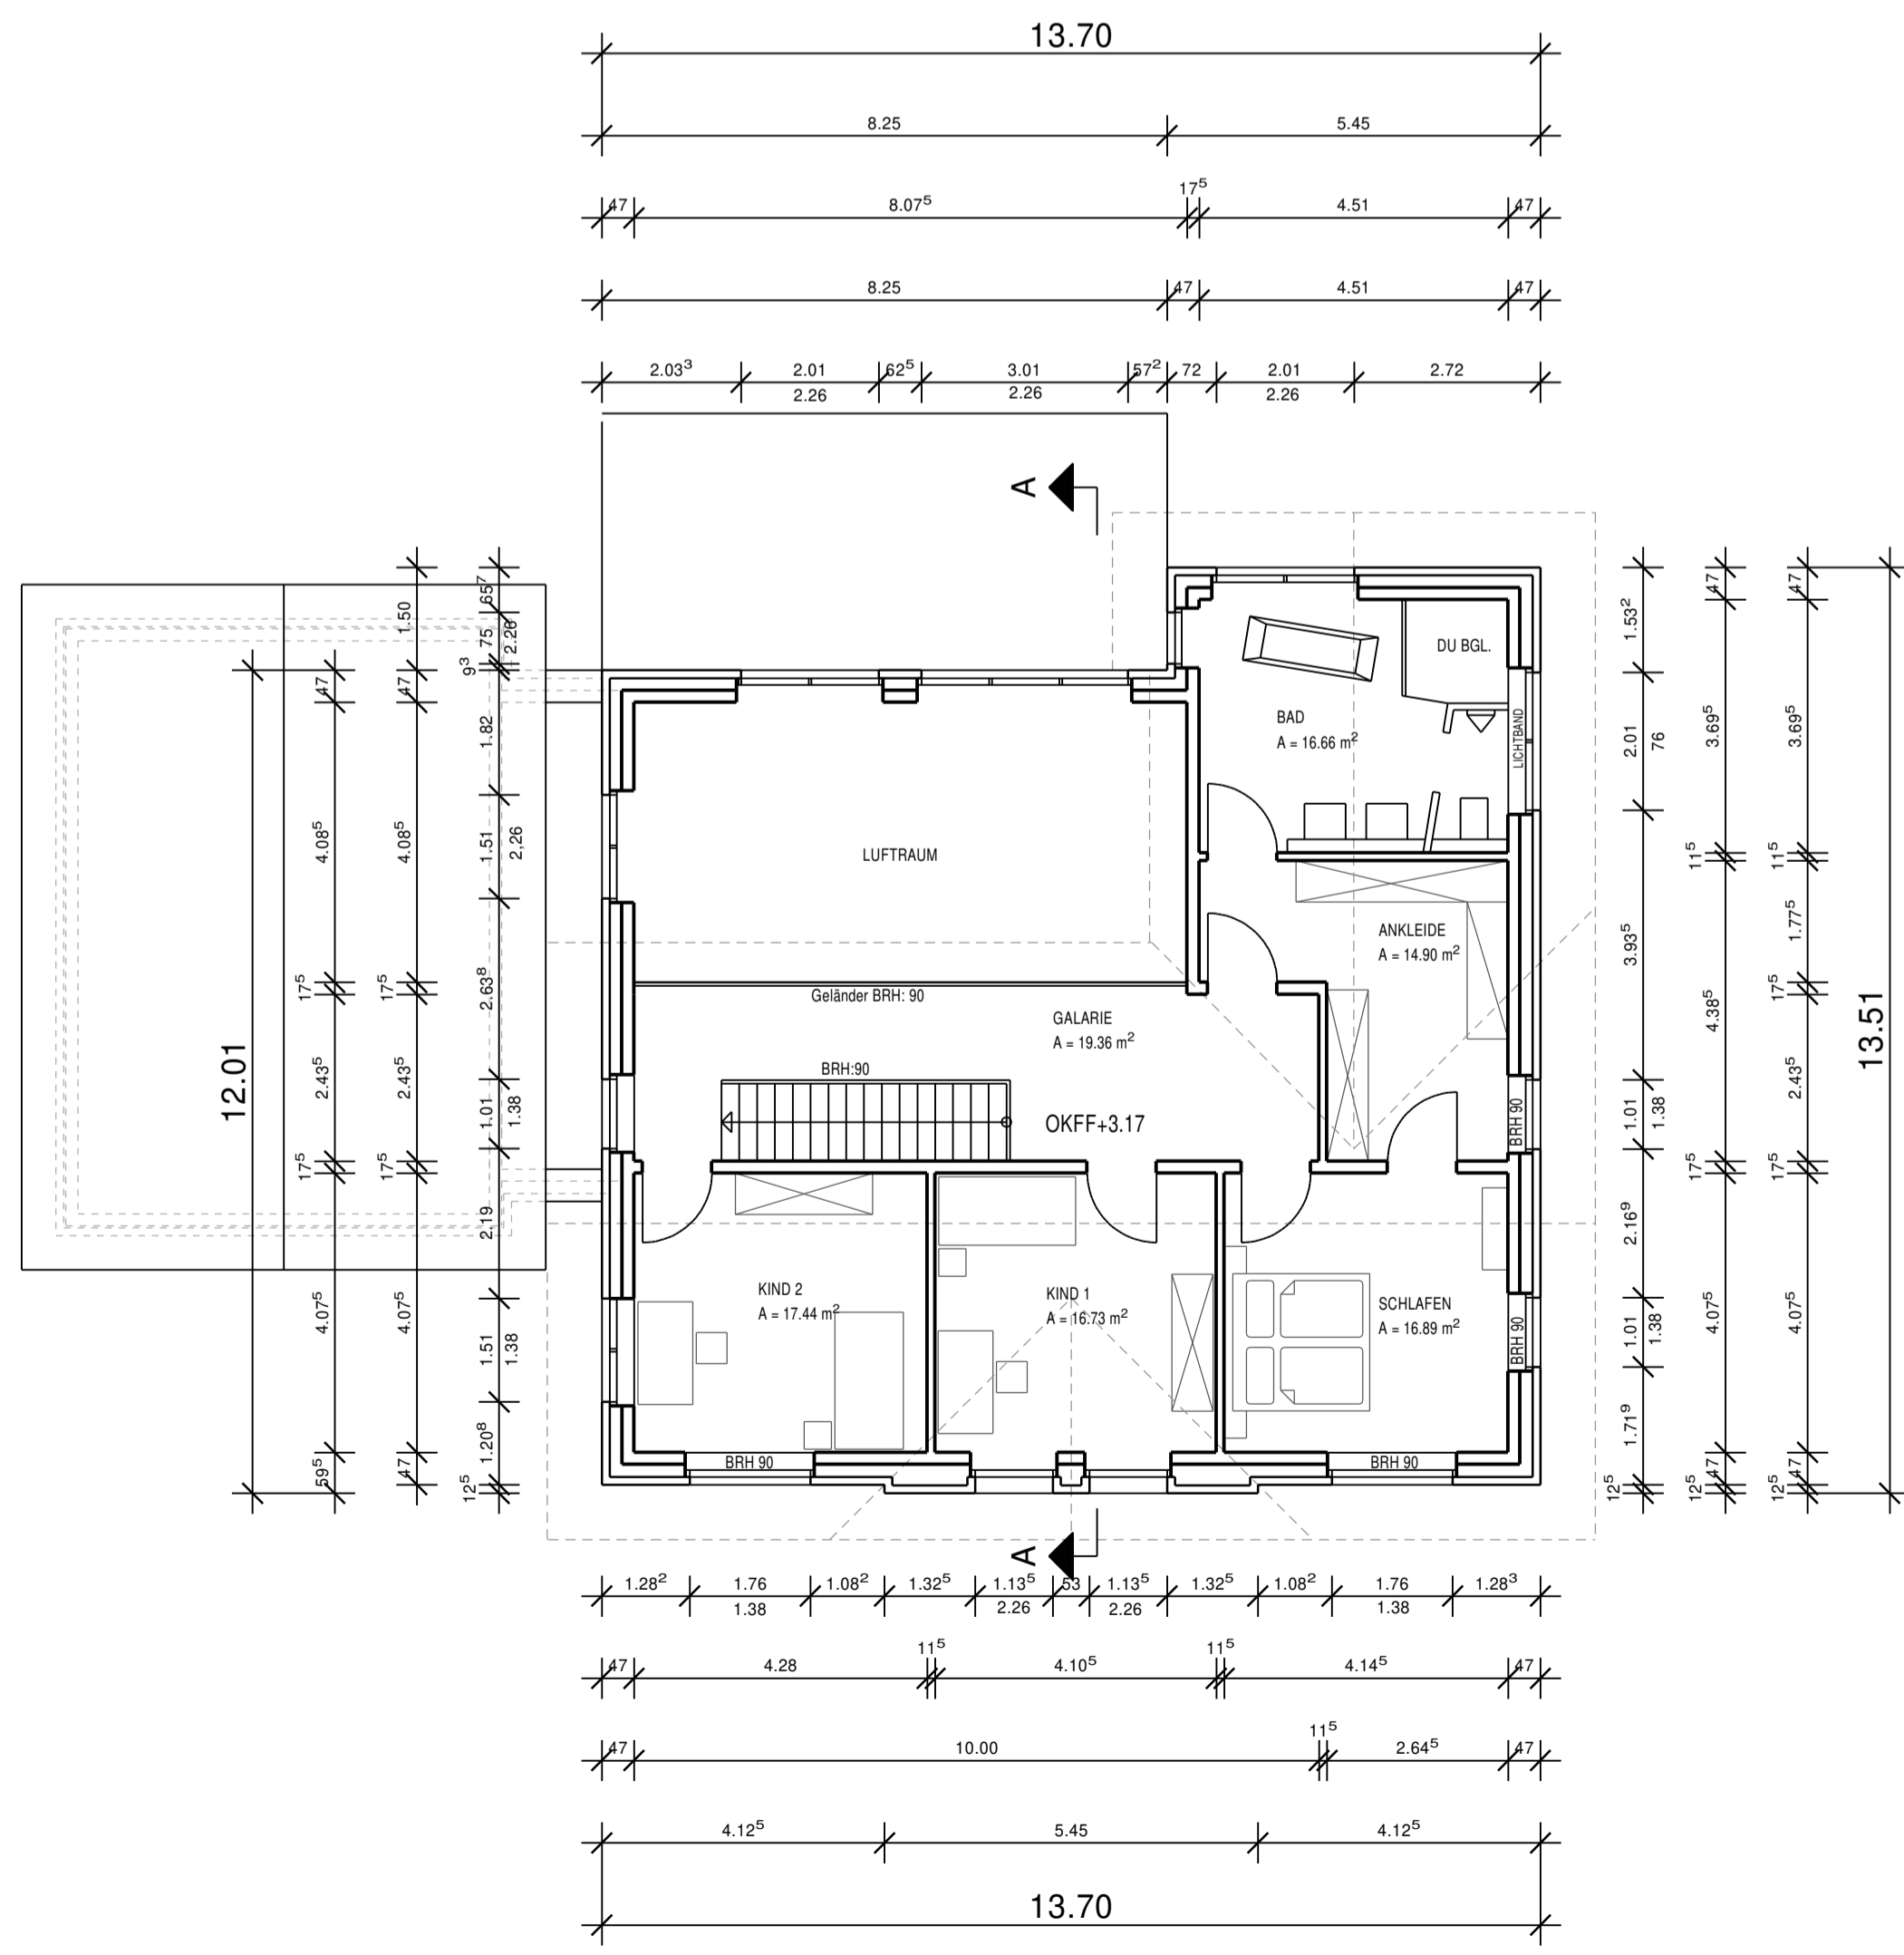 13.70
8.25 5.45
47 8.07⁵ 17⁵ 4.51 47
8.25 47 4.51 47
2.03³ 2.01 62⁵ 3.01 57² 72 2.01 2.72
2.26 2.26 2.26
A
12.01
47 4.08⁵ 17⁵ 2.43⁵ 17⁵ 4.07⁵ 59⁵
1.50 47 4.08⁵ 17⁵ 2.43⁵ 17⁵ 4.07⁵ 47
65⁷ 75 9³ 1.82 1.51 2.63⁸ 1.01 2.19 1.51 1.20⁸ 12⁵
2.26 2,26 1.38 1.38
DU BGL.
BAD
A = 16.66 m²
LICHTBAND
LUFTRAUM
ANKLEIDE
A = 14.90 m²
Geländer BRH: 90
GALARIE
A = 19.36 m²
BRH:90
OKFF+3.17
BRH 90
KIND 2
A = 17.44 m²
KIND 1
A = 16.73 m²
SCHLAFEN
A = 16.89 m²
BRH 90
BRH 90
BRH 90
1.53² 2.01 3.93⁵ 1.01 2.16⁹ 1.01 1.71⁹ 12⁵
76 1.38 1.38
47 3.69⁵ 11⁵ 4.38⁵ 17⁵ 4.07⁵ 47 12⁵
47 3.69⁵ 11⁵ 1.77⁵ 17⁵ 2.43⁵ 17⁵ 4.07⁵ 47 12⁵
13.51
A
1.28² 1.76 1.08² 1.32⁵ 1.13⁵ 53 1.13⁵ 1.32⁵ 1.08² 1.76 1.28³
1.38 2.26 2.26 1.38
47 4.28 11⁵ 4.10⁵ 11⁵ 4.14⁵ 47
47 10.00 11⁵ 2.64⁵ 47
4.12⁵ 5.45 4.12⁵
13.70